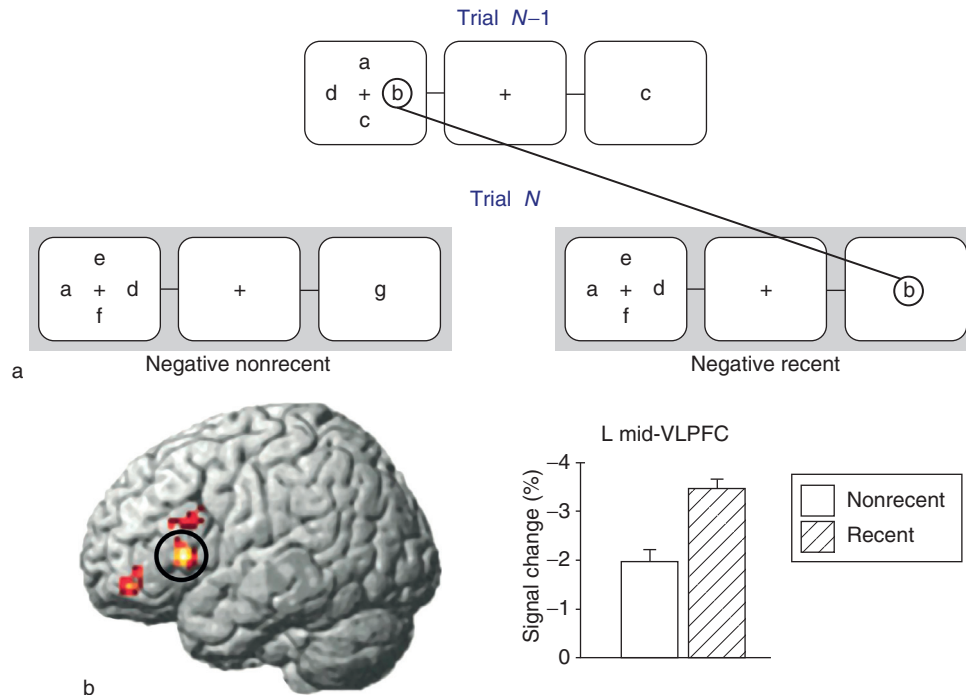 Trial N–1
a
d + b
c
+
c
Trial N
e
a + d
f
+
g
Negative nonrecent
e
a + d
f
+
b
Negative recent
a
b
L mid-VLPFC
Signal change (%)
–4
–3
–2
–1
0
Nonrecent
Recent